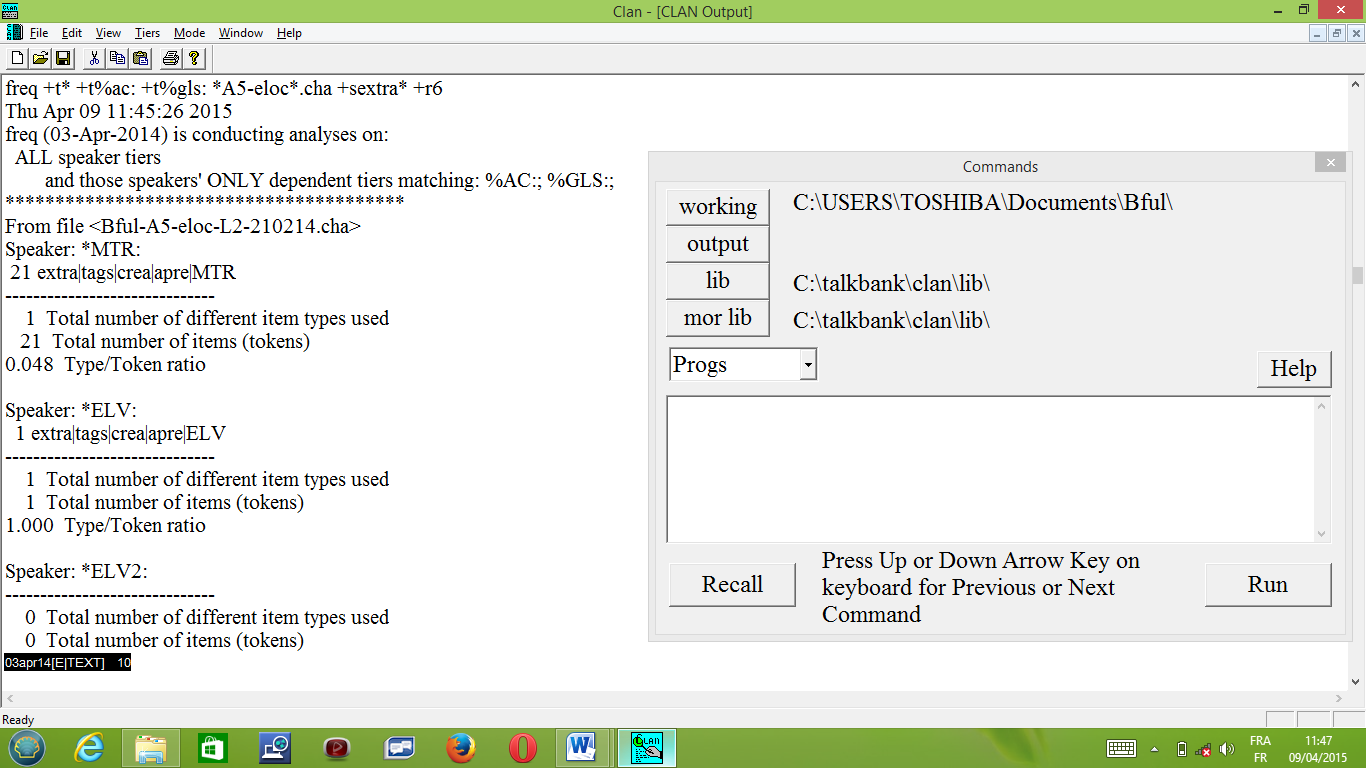 Clan - [CLAN Output]
File Edit View Tiers Mode Window Help
freq +t* +t%ac: +t%gls: *A5-eloc*.cha +sextra* +r6
Thu Apr 09 11:45:26 2015
freq (03-Apr-2014) is conducting analyses on:
ALL speaker tiers
and those speakers' ONLY dependent tiers matching: %AC:; %GLS:;
****************************************
From file <Bful-A5-eloc-L2-210214.cha>
Speaker: *MTR:
21 extra|tags|crea|apre|MTR
------------------------------
1 Total number of different item types used
21 Total number of items (tokens)
0.048 Type/Token ratio
Speaker: *ELV:
1 extra|tags|crea|apre|ELV
------------------------------
1 Total number of different item types used
1 Total number of items (tokens)
1.000 Type/Token ratio
Speaker: *ELV2:
------------------------------
0 Total number of different item types used
0 Total number of items (tokens)
03apr14[E|TEXT] 10
Commands
working C:\USERS\TOSHIBA\Documents\Bful\
output
lib C:\talkbank\clan\lib\
mor lib C:\talkbank\clan\lib\
Progs
Help
Recall
Press Up or Down Arrow Key on
keyboard for Previous or Next
Command
Run
Ready
CLAN
FRA
FR
11:47
09/04/2015